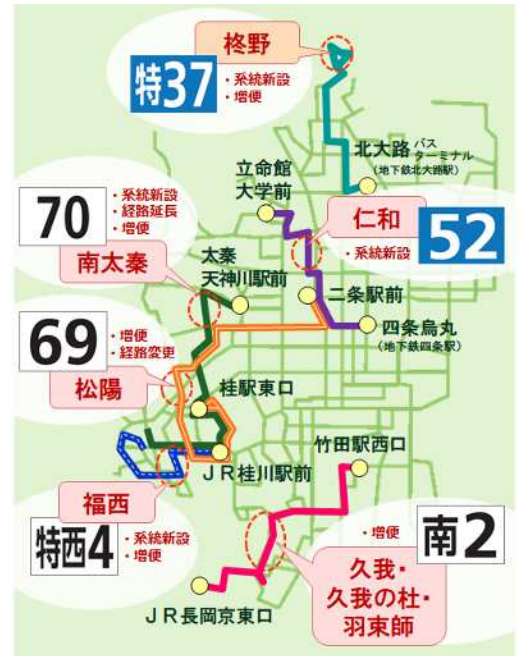 柊野
特37
・系統新設
・増便
北大路 バスターミナル
(地下鉄北大路駅)
立命館
大学前
70
・系統新設
・経路延長
・増便
南太秦
太秦
天神川駅前
仁和
・系統新設
52
二条駅前
四条烏丸
(地下鉄四条駅)
69
・増便
・経路変更
松陽
桂駅東口
JR桂川駅前
竹田駅西口
福西
特西4
・系統新設
・増便
・増便
南2
久我・
久我の杜・
羽束師
JR長岡京東口